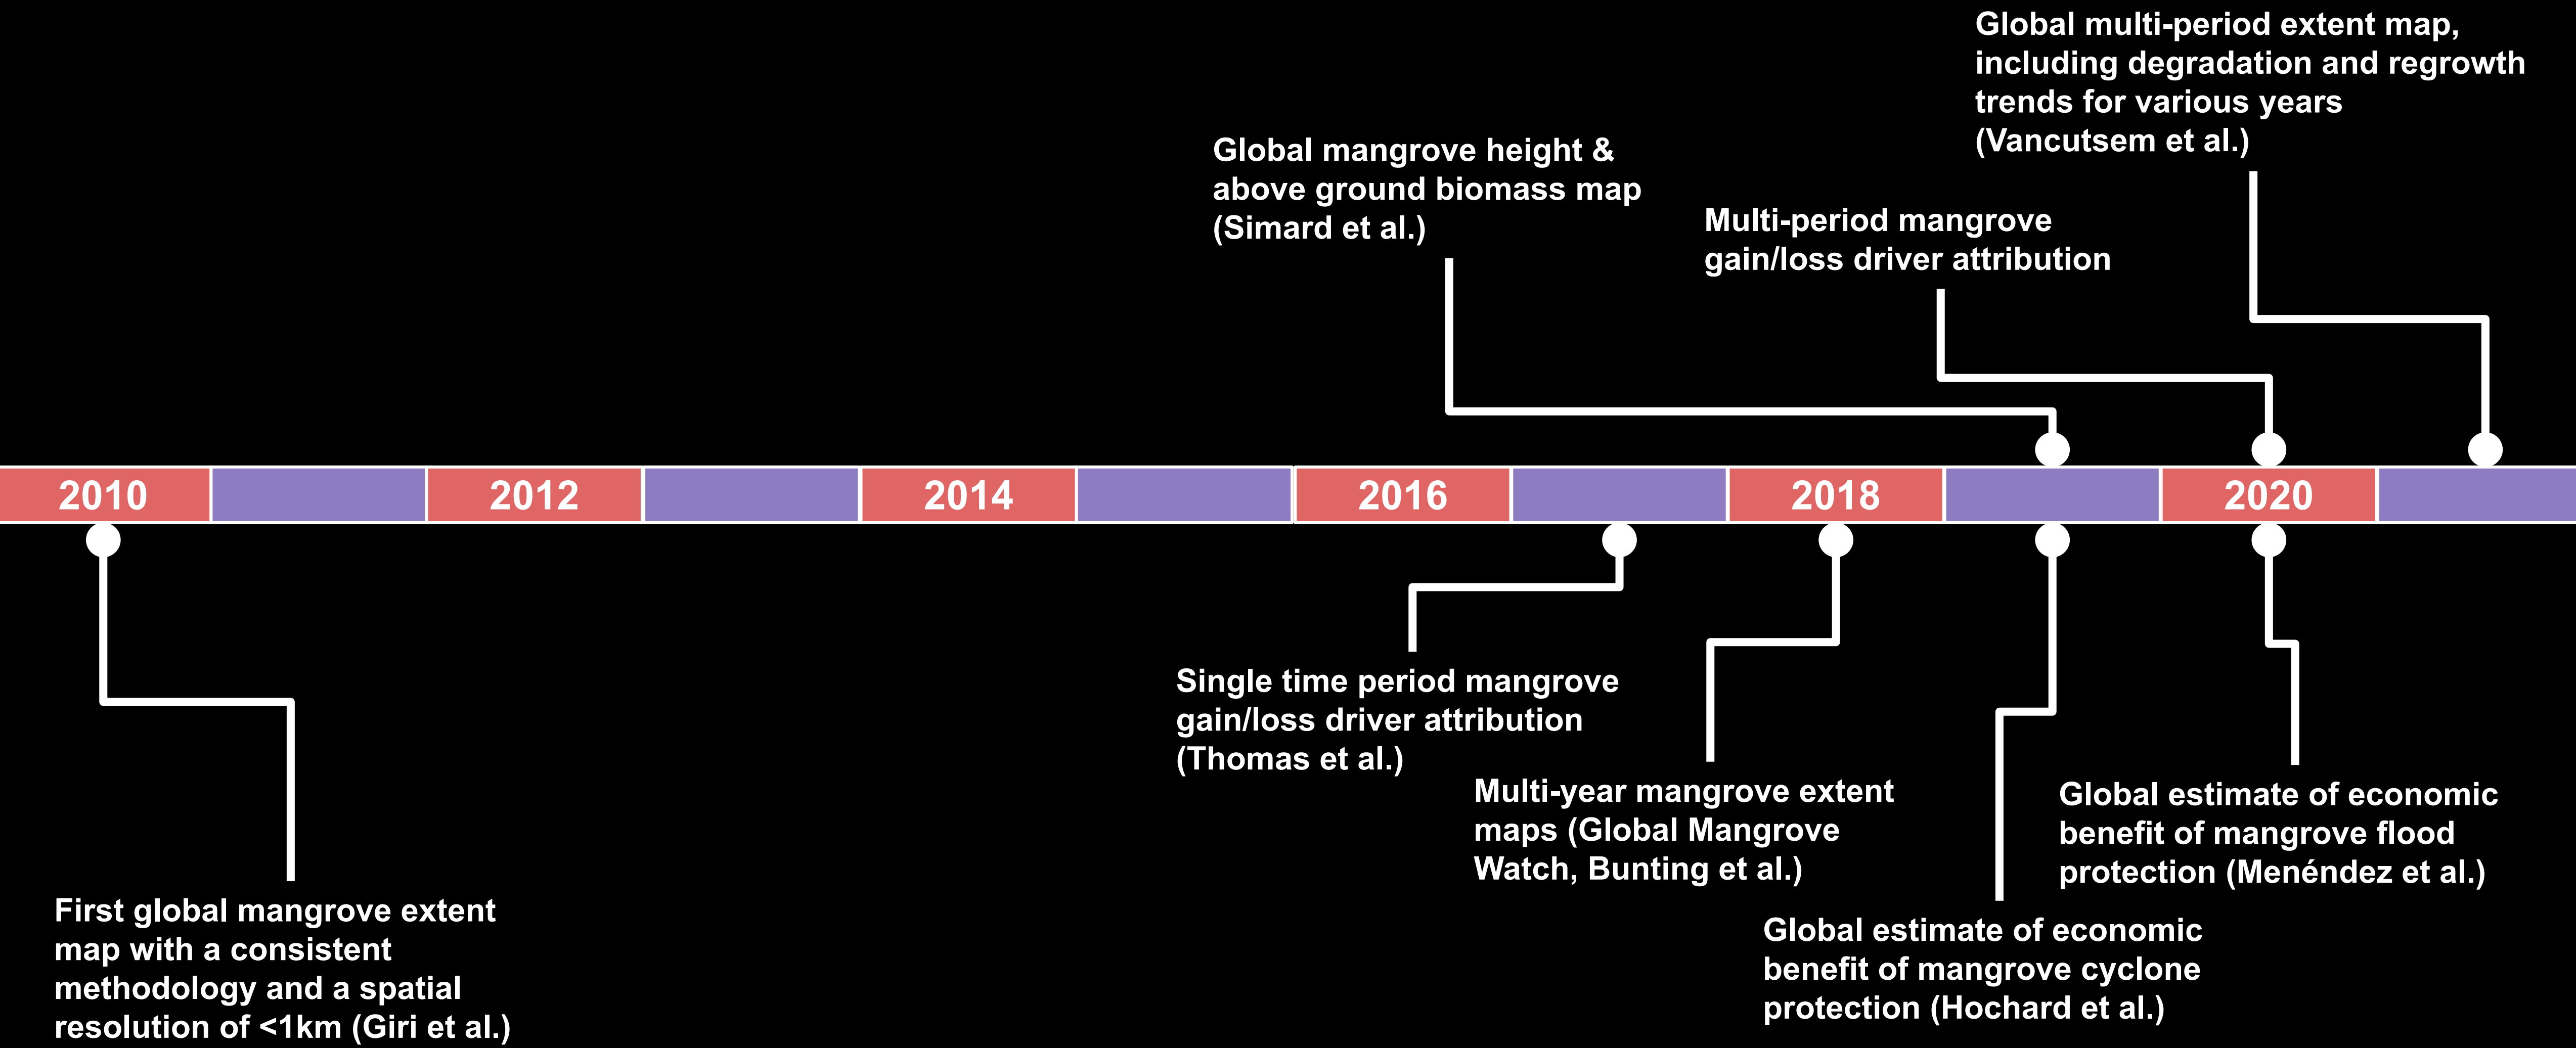 Global multi-period extent map,
including degradation and regrowth
trends for various years
(Vancutsem et al.)
Global mangrove height &
above ground biomass map
(Simard et al.)
Multi-period mangrove
gain/loss driver attribution
2010
2012
2014
2016
2018
2020
Single time period mangrove
gain/loss driver attribution
(Thomas et al.)
Multi-year mangrove extent
maps (Global Mangrove
Watch, Bunting et al.)
Global estimate of economic
benefit of mangrove flood
protection (Menéndez et al.)
First global mangrove extent
map with a consistent
methodology and a spatial
resolution of <1km (Giri et al.)
Global estimate of economic
benefit of mangrove cyclone
protection (Hochard et al.)